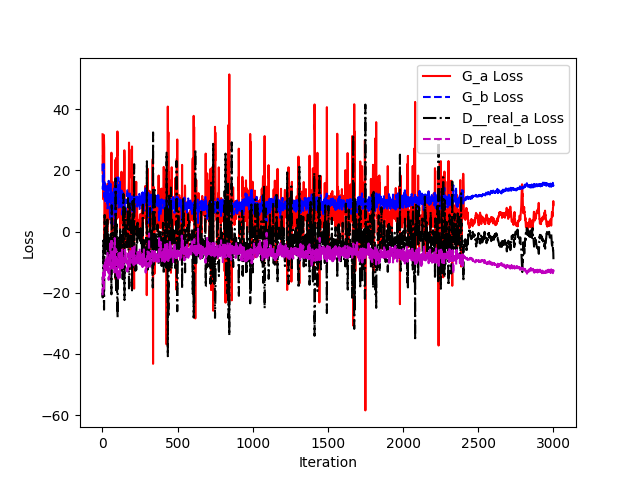 G_a Loss
G_b Loss
D__real_a Loss
D_real_b Loss
40
20
0
−20
−40
−60
Loss
0
500
1000
1500
2000
2500
3000
Iteration